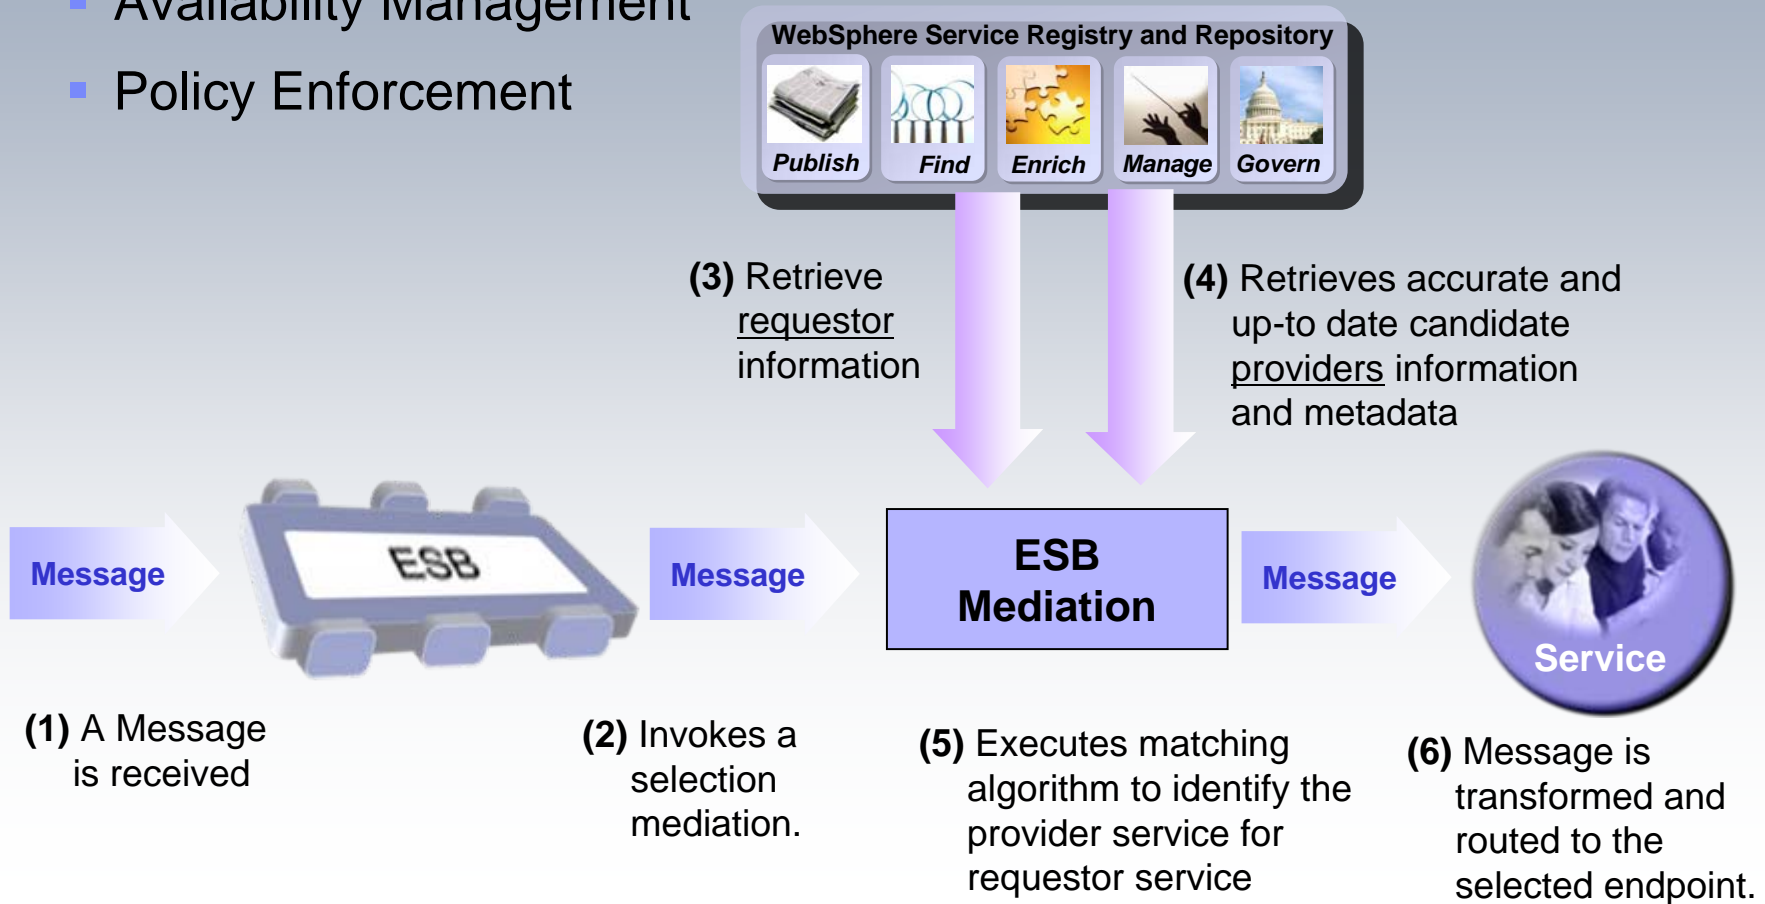 Availability Management
Policy Enforcement
WebSphere Service Registry and Repository
Publish
Find
Enrich
Manage
Govern
(3) Retrieve
requestor
information
(4) Retrieves accurate and
up-to date candidate
providers information
and metadata
Message
ESB
Message
ESB
Mediation
Message
Service
(1) A Message
is received
(2) Invokes a
selection
mediation.
(5) Executes matching
algorithm to identify the
provider service for
requestor service
(6) Message is
transformed and
routed to the
selected endpoint.